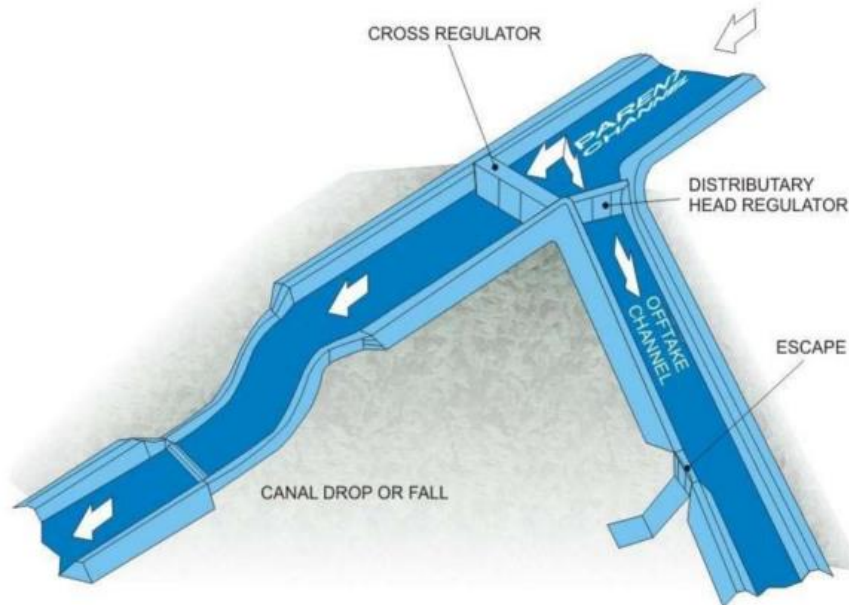 CROSS REGULATOR
PARENT
CHANNEL
DISTRIBUTARY
HEAD REGULATOR
OFFTAKE
CHANNEL
ESCAPE
CANAL DROP OR FALL